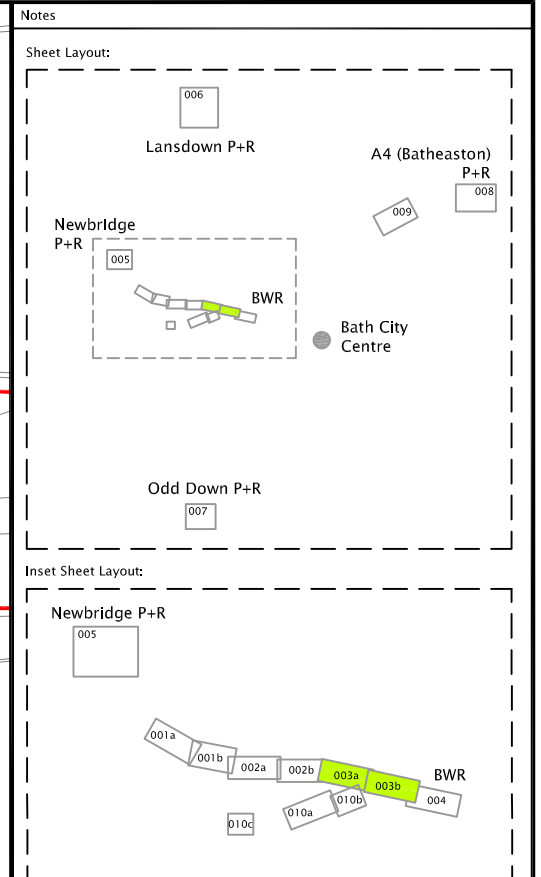 Notes
Sheet Layout:
006
Lansdown P+R
A4 (Batheaston)
P+R
008
009
Newbridge
P+R
005
BWR
Bath City
Centre
Odd Down P+R
007
Inset Sheet Layout:
Newbridge P+R
005
001a
001b
002a
002b
003a
003b
BWR
004
010a
010b
010c